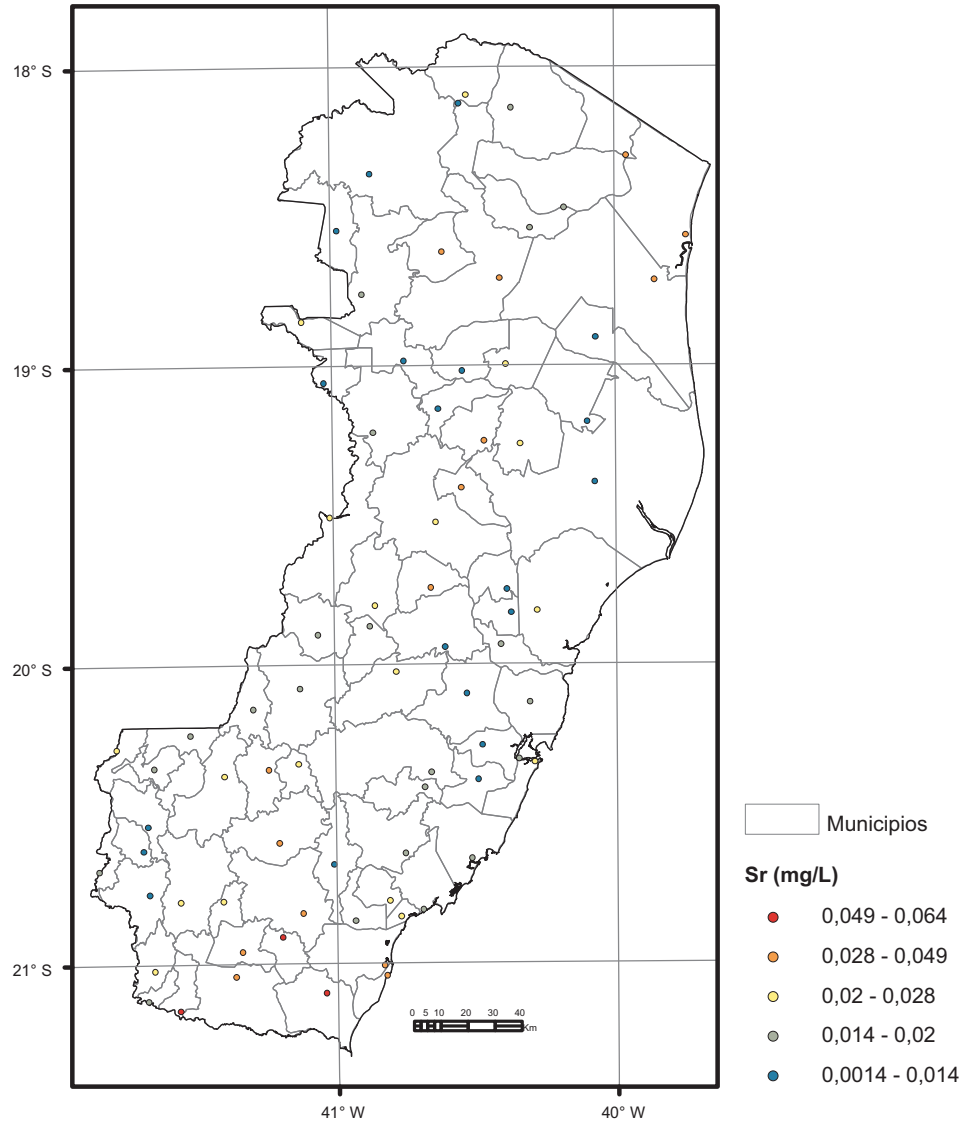 18° S
19° S
20° S
21° S
0 5 10 20 30 40
Km
41° W 40° W
Municipios
Sr (mg/L)
0,049 - 0,064
0,028 - 0,049
0,02 - 0,028
0,014 - 0,02
0,0014 - 0,014